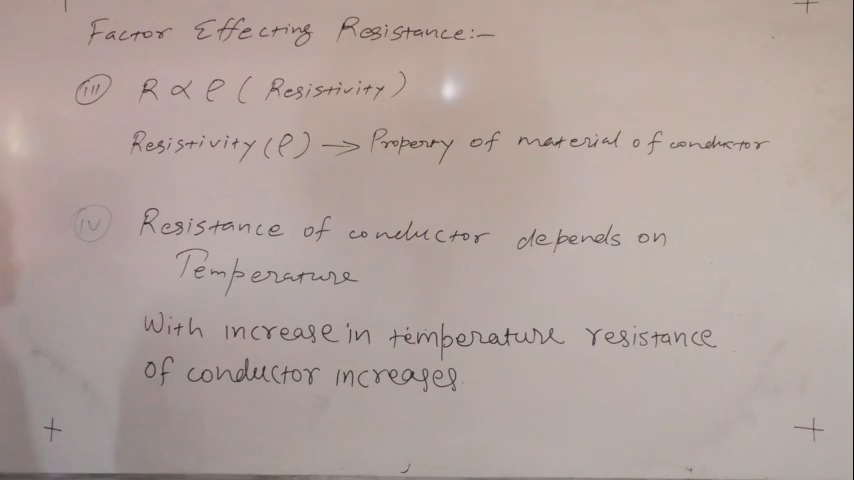 Factor Effecting Resistance:-
(iii) R ∝ ρ ( Resistivity )
Resistivity (ρ) → Property of material of conductor
(iv) Resistance of conductor depends on
Temperature
With increase in temperature resistance
of conductor increases.